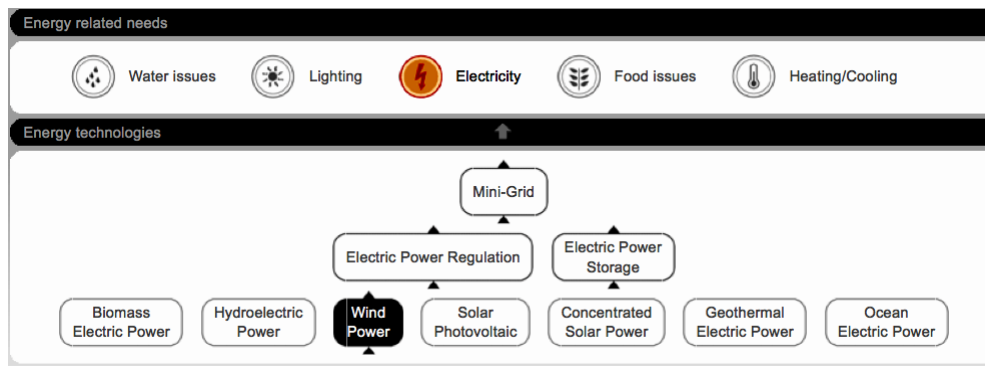 Energy related needs
Water issues
Lighting
Electricity
Food issues
Heating/Cooling
Energy technologies
Mini-Grid
Electric Power Regulation
Electric Power
Storage
Biomass
Electric Power
Hydroelectric
Power
Wind
Power
Solar
Photovoltaic
Concentrated
Solar Power
Geothermal
Electric Power
Ocean
Electric Power